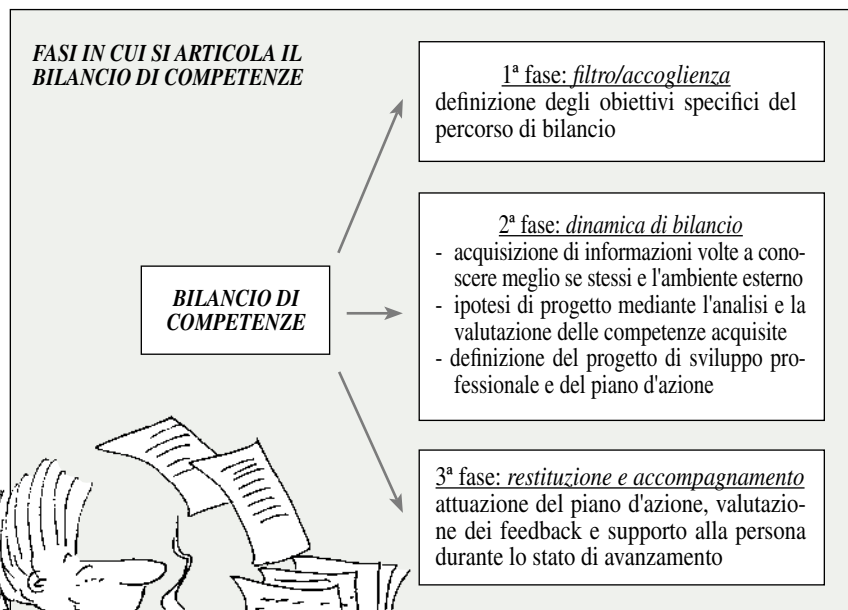 FASI IN CUI SI ARTICOLA IL
BILANCIO DI COMPETENZE
1ª fase: filtro/accoglienza
definizione degli obiettivi specifici del
percorso di bilancio
2ª fase: dinamica di bilancio
- acquisizione di informazioni volte a cono-
scere meglio se stessi e l'ambiente esterno
- ipotesi di progetto mediante l'analisi e la
valutazione delle competenze acquisite
- definizione del progetto di sviluppo pro-
fessionale e del piano d'azione
BILANCIO DI
COMPETENZE
3ª fase: restituzione e accompagnamento
attuazione del piano d'azione, valutazio-
ne dei feedback e supporto alla persona
durante lo stato di avanzamento